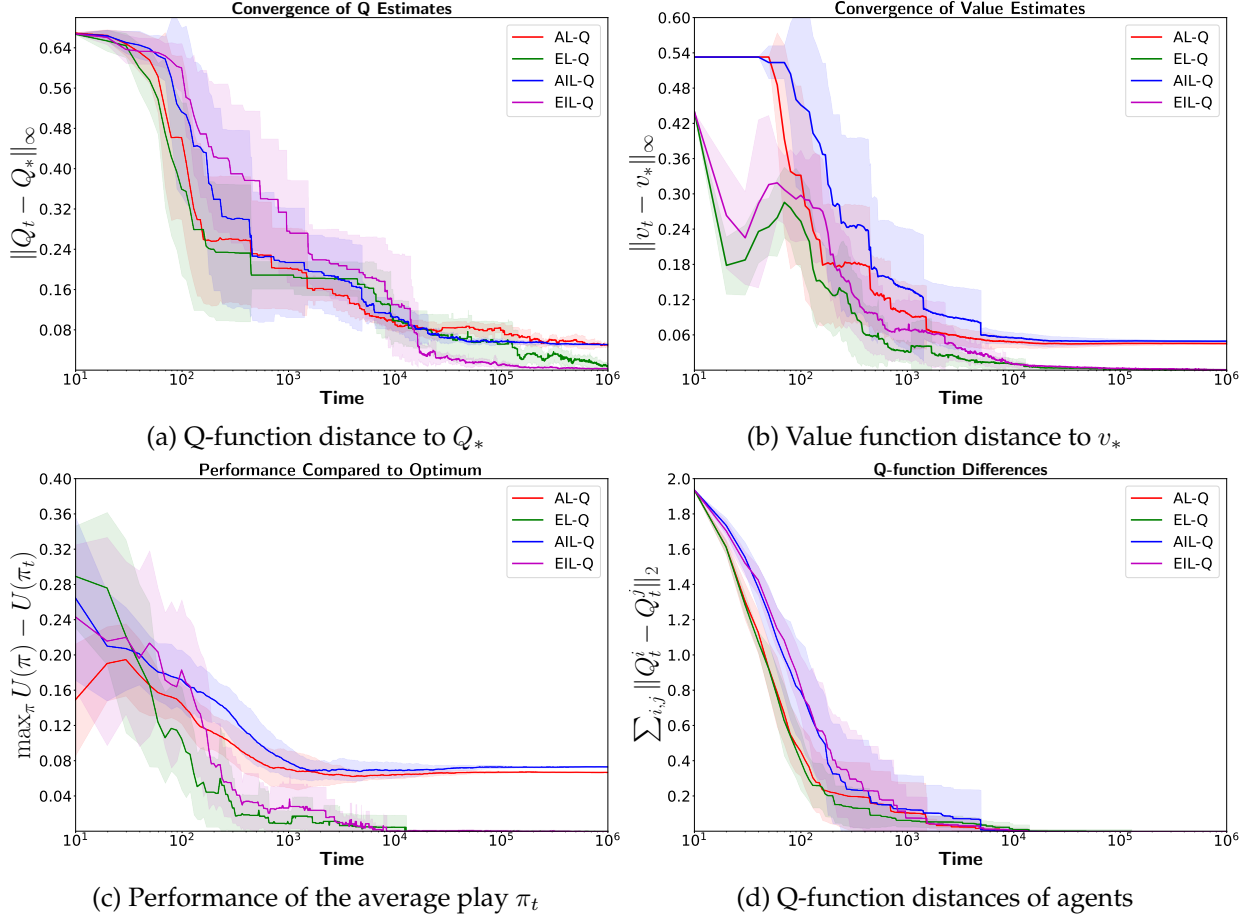 Convergence of Q Estimates
||Q_t − Q_*||_∞
0.64
0.56
0.48
0.40
0.32
0.24
0.16
0.08
AL-Q
EL-Q
AIL-Q
EIL-Q
10^1 10^2 10^3 10^4 10^5 10^6
Time
(a) Q-function distance to Q_*
Convergence of Value Estimates
||v_t − v_*||_∞
0.60
0.54
0.48
0.42
0.36
0.30
0.24
0.18
0.12
0.06
AL-Q
EL-Q
AIL-Q
EIL-Q
10^1 10^2 10^3 10^4 10^5 10^6
Time
(b) Value function distance to v_*
Performance Compared to Optimum
max_π U(π) − U(π_t)
0.40
0.36
0.32
0.28
0.24
0.20
0.16
0.12
0.08
0.04
AL-Q
EL-Q
AIL-Q
EIL-Q
10^1 10^2 10^3 10^4 10^5 10^6
Time
(c) Performance of the average play π_t
Q-function Differences
∑_{i,j} ||Q_t^i − Q_t^j||_2
2.0
1.8
1.6
1.4
1.2
1.0
0.8
0.6
0.4
0.2
AL-Q
EL-Q
AIL-Q
EIL-Q
10^1 10^2 10^3 10^4 10^5 10^6
Time
(d) Q-function distances of agents